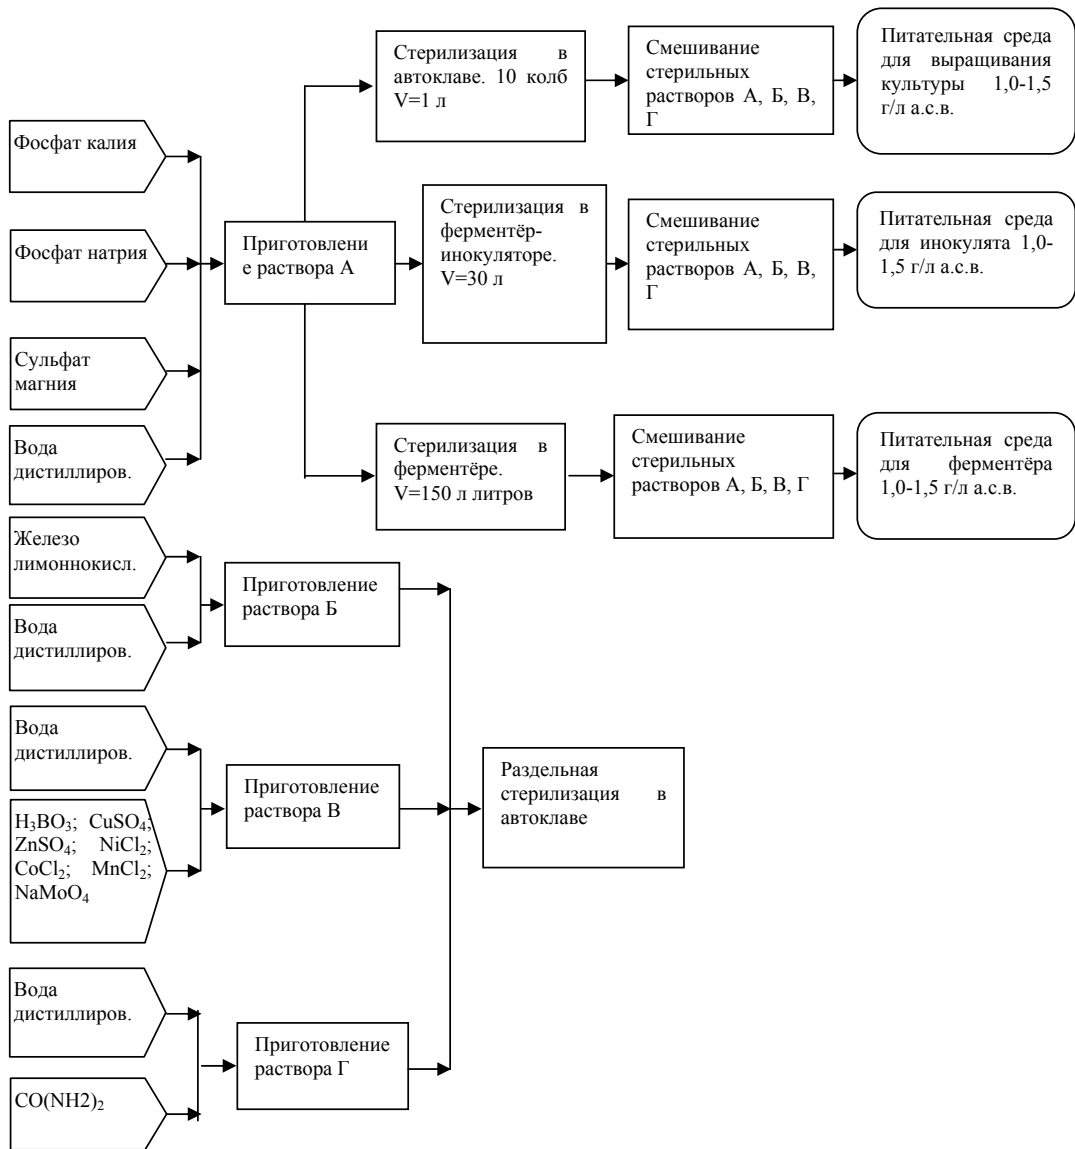 Стерилизация в
автоклаве. 10 колб
V=1 л
Смешивание
стерильных
растворов А, Б, В,
Г
Питательная среда
для выращивания
культуры 1,0-1,5
г/л а.с.в.
Фосфат калия
Фосфат натрия
Сульфат
магния
Вода
дистиллиров.
Приготовлени
е раствора А
Стерилизация в
ферментёр-
инокуляторе.
V=30 л
Смешивание
стерильных
растворов А, Б, В,
Г
Питательная среда
для инокулята 1,0-
1,5 г/л а.с.в.
Стерилизация в
ферментёре.
V=150 л литров
Смешивание
стерильных
растворов А, Б, В, Г
Питательная среда
для ферментёра
1,0-1,5 г/л а.с.в.
Железо
лимоннокисл.
Вода
дистиллиров.
Приготовление
раствора Б
Вода
дистиллиров.
H₃BO₃; CuSO₄;
ZnSO₄; NiCl₂;
CoCl₂; MnCl₂;
NaMoO₄
Приготовление
раствора В
Раздельная
стерилизация в
автоклаве
Вода
дистиллиров.
CO(NH2)₂
Приготовление
раствора Г